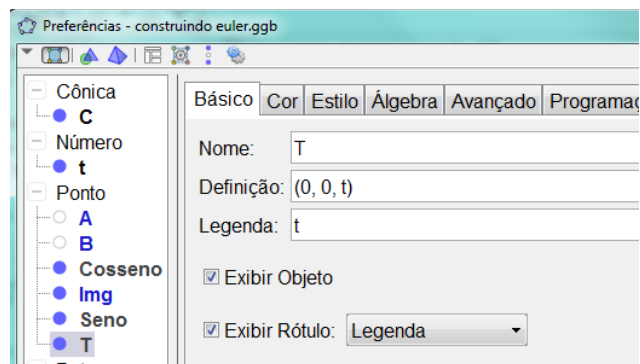 Preferências - construindo euler.ggb
Cônica
C
Número
t
Ponto
A
B
Cosseno
Img
Seno
T
Básico Cor Estilo Álgebra Avançado
Nome: T
Definição: (0, 0, t)
Legenda: t
Exibir Objeto
Exibir Rótulo: Legenda